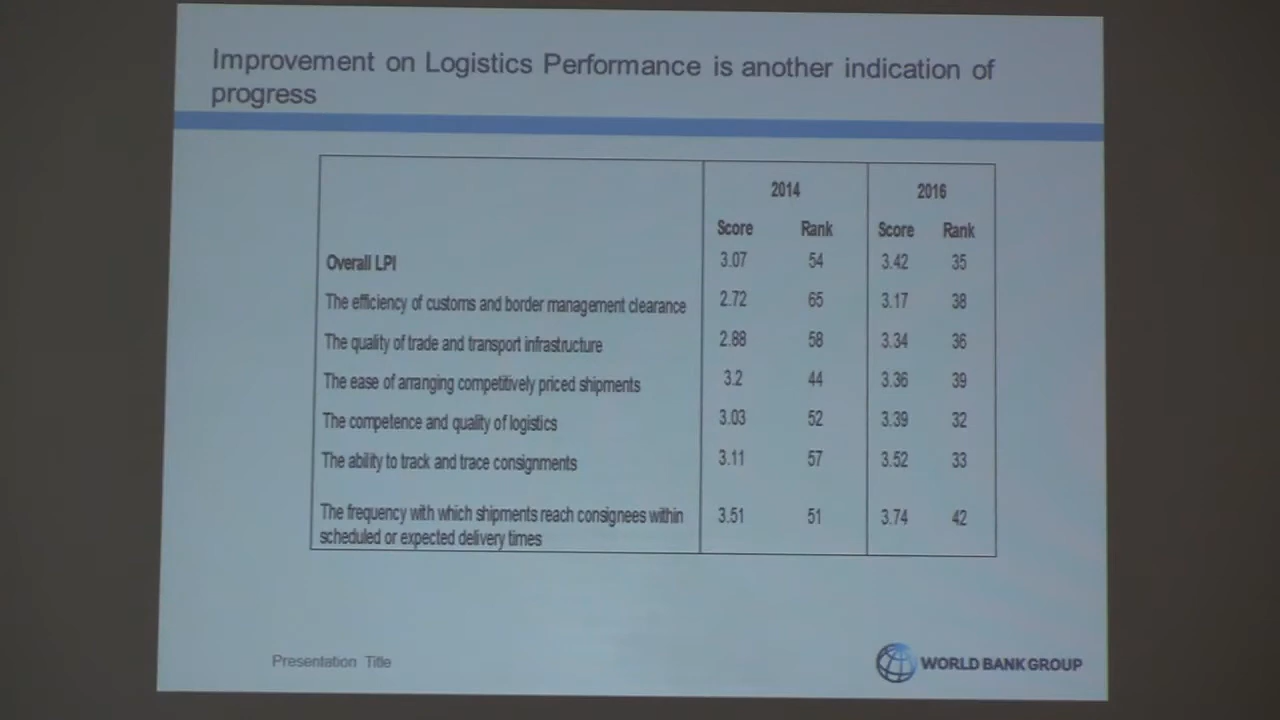 Improvement on Logistics Performance is another indication of
progress
2014 2016
Score Rank Score Rank
Overall LPI 3.07 54 3.42 35
The efficiency of customs and border management clearance 2.72 65 3.17 38
The quality of trade and transport infrastructure 2.88 58 3.34 36
The ease of arranging competitively priced shipments 3.2 44 3.36 39
The competence and quality of logistics 3.03 52 3.39 32
The ability to track and trace consignments 3.11 57 3.52 33
The frequency with which shipments reach consignees within 3.51 51 3.74 42
scheduled or expected delivery times
Presentation Title
WORLD BANK GROUP